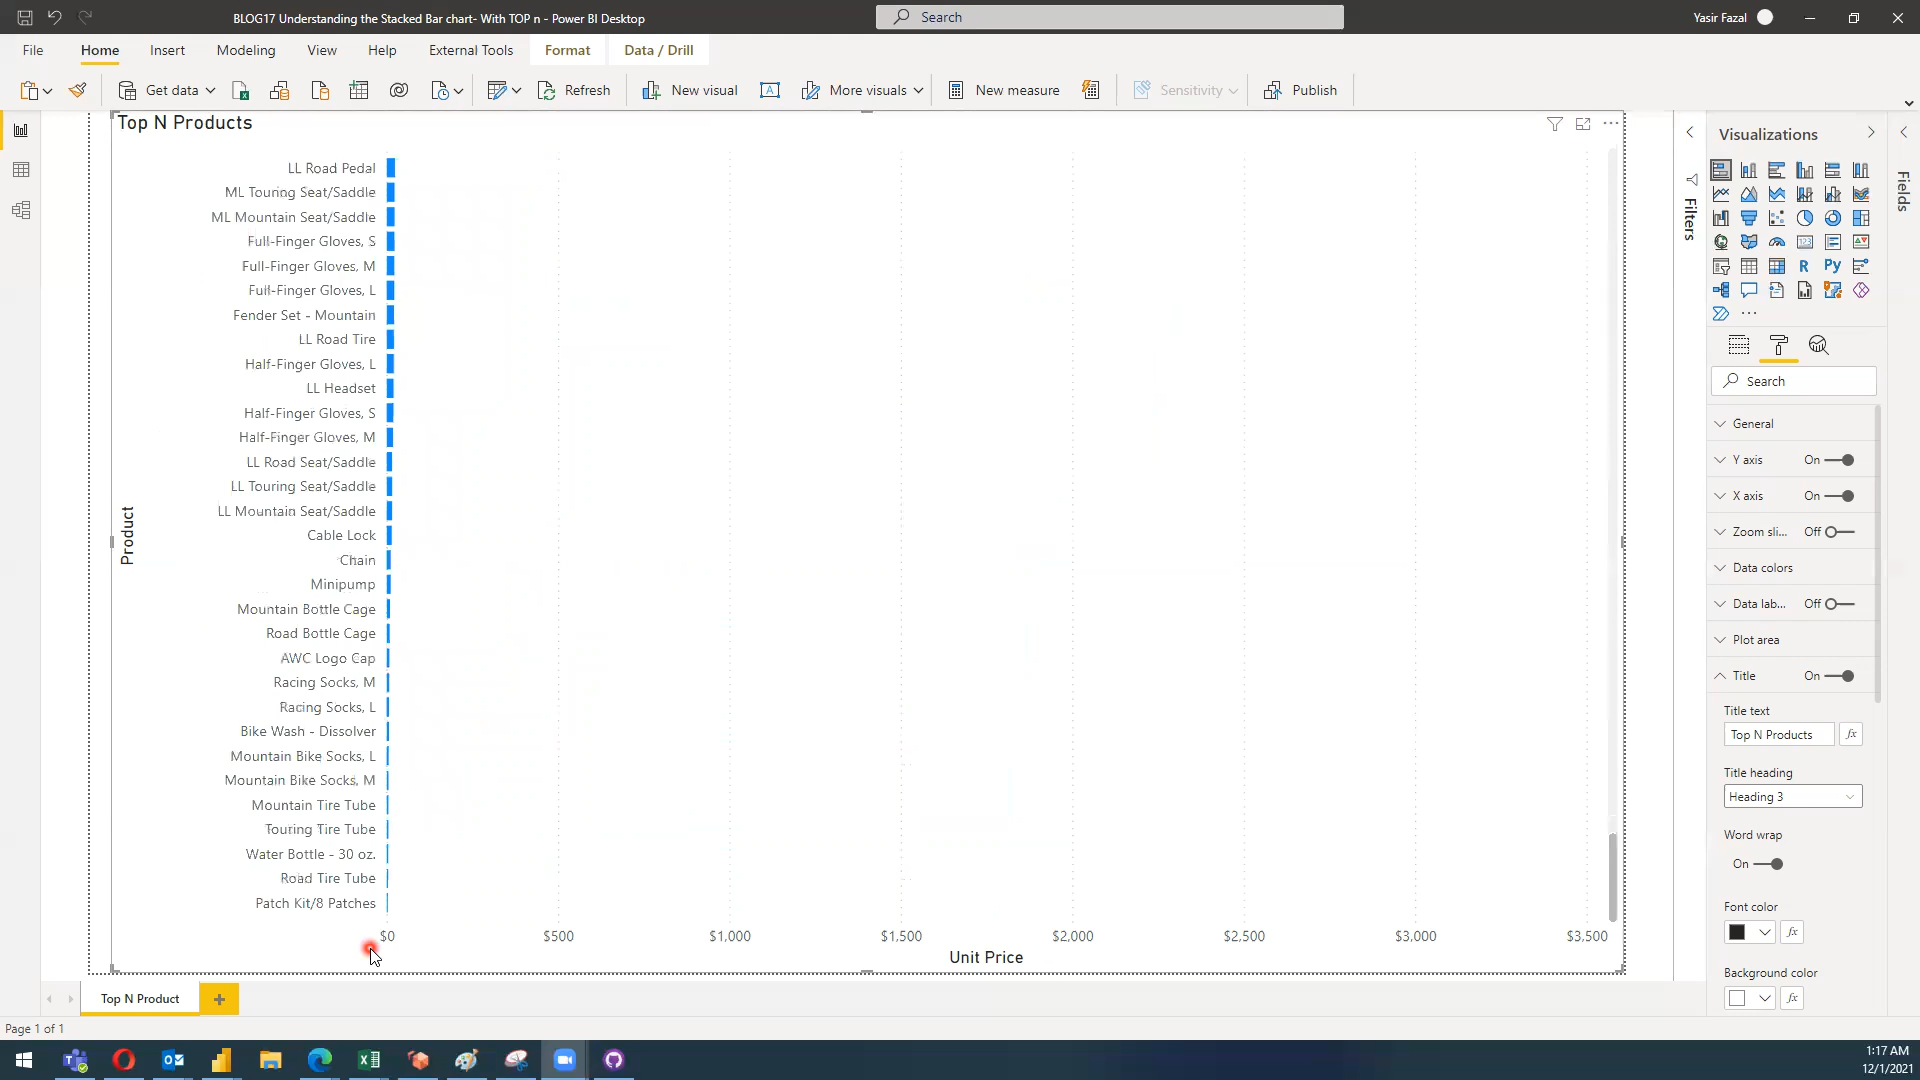 BLOG17 Understanding the Stacked Bar chart- With TOP n - Power BI Desktop
Search
Yasir Fazal
File
Home
Insert
Modeling
View
Help
External Tools
Format
Data / Drill
Get data
Refresh
New visual
A
More visuals
New measure
Sensitivity
Publish
Top N Products
LL Road Pedal
ML Touring Seat/Saddle
ML Mountain Seat/Saddle
Full-Finger Gloves, S
Full-Finger Gloves, M
Full-Finger Gloves, L
Fender Set - Mountain
LL Road Tire
Half-Finger Gloves, L
LL Headset
Half-Finger Gloves, S
Half-Finger Gloves, M
LL Road Seat/Saddle
LL Touring Seat/Saddle
LL Mountain Seat/Saddle
Cable Lock
Chain
Minipump
Mountain Bottle Cage
Road Bottle Cage
AWC Logo Cap
Racing Socks, M
Racing Socks, L
Bike Wash - Dissolver
Mountain Bike Socks, L
Mountain Bike Socks, M
Mountain Tire Tube
Touring Tire Tube
Water Bottle - 30 oz.
Road Tire Tube
Patch Kit/8 Patches
Product
$0 $500 $1,000 $1,500 $2,000 $2,500 $3,000 $3,500
Unit Price
Filters
Visualizations
123
R
Py
Search
General
Y axis On
X axis On
Zoom sli... Off
Data colors
Data lab... Off
Plot area
Title On
Title text
Top N Products
fx
Title heading
Heading 3
Word wrap
On
Font color
fx
Background color
fx
Fields
Top N Product
+
Page 1 of 1
1:17 AM
12/1/2021